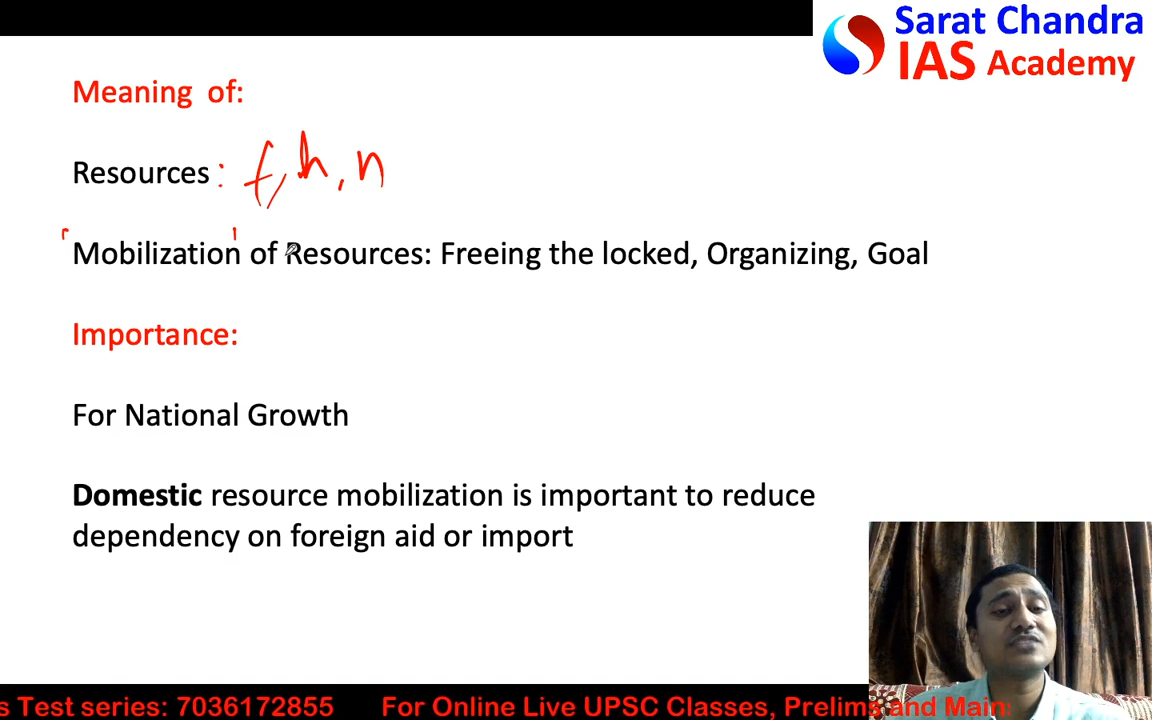 Sarat Chandra
IAS Academy
Meaning of:
Resources : f, h, n
Mobilization of Resources: Freeing the locked, Organizing, Goal
Importance:
For National Growth
Domestic resource mobilization is important to reduce
dependency on foreign aid or import
s Test series: 7036172855 For Online Live UPSC Classes, Prelims and Mains